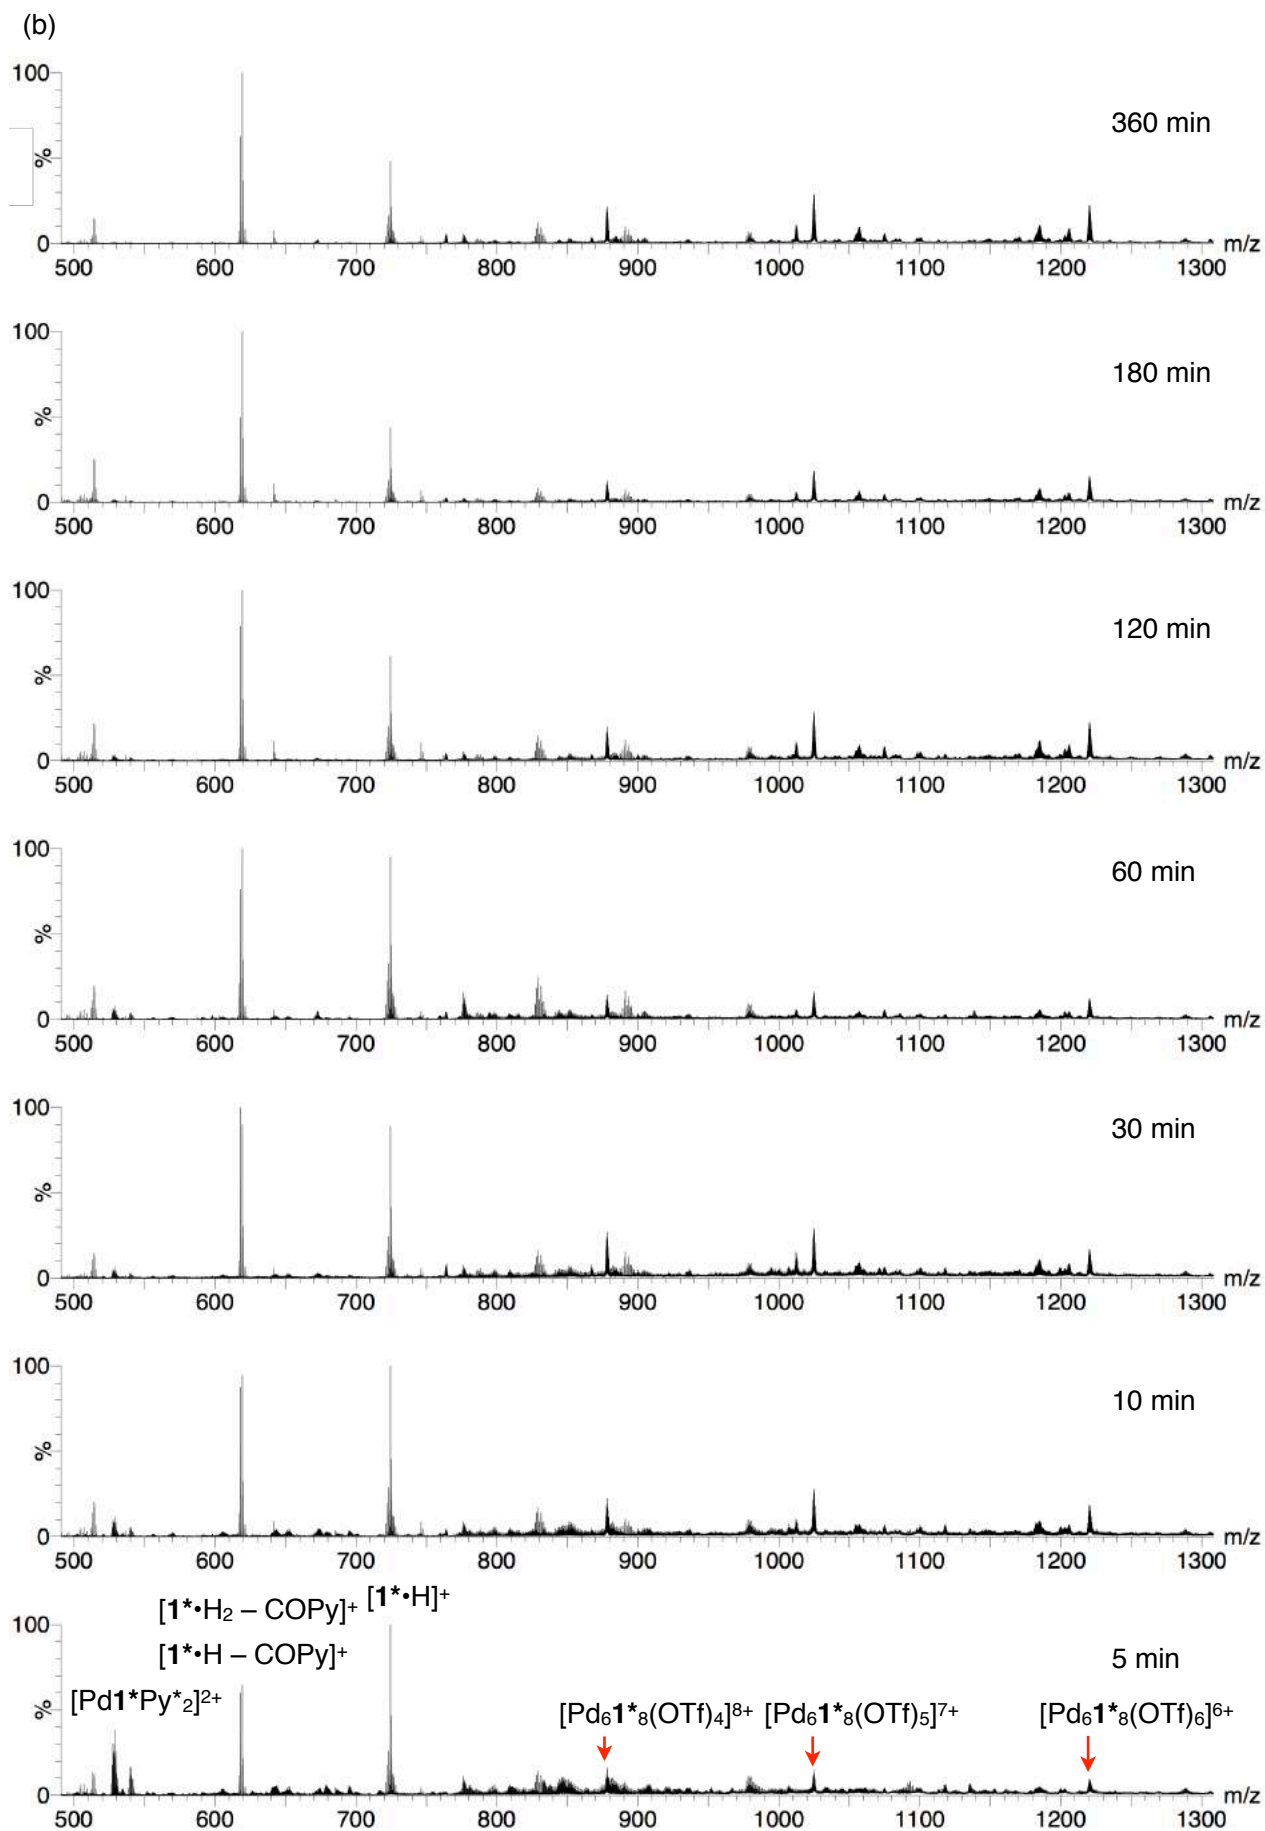 (b)
100
%
0
360 min
500 600 700 800 900 1000 1100 1200 1300 m/z
100
%
0
180 min
500 600 700 800 900 1000 1100 1200 1300 m/z
100
%
0
120 min
500 600 700 800 900 1000 1100 1200 1300 m/z
100
%
0
60 min
500 600 700 800 900 1000 1100 1200 1300 m/z
100
%
0
30 min
500 600 700 800 900 1000 1100 1200 1300 m/z
100
%
0
10 min
500 600 700 800 900 1000 1100 1200 1300 m/z
[1*•H₂ – COPy]⁺ [1*•H]⁺
100
[1*•H – COPy]⁺
5 min
[Pd1*Py*₂]²⁺
%
[Pd₆1*₈(OTf)₄]⁸⁺ [Pd₆1*₈(OTf)₅]⁷⁺ [Pd₆1*₈(OTf)₆]⁶⁺
0
500 600 700 800 900 1000 1100 1200 1300 m/z